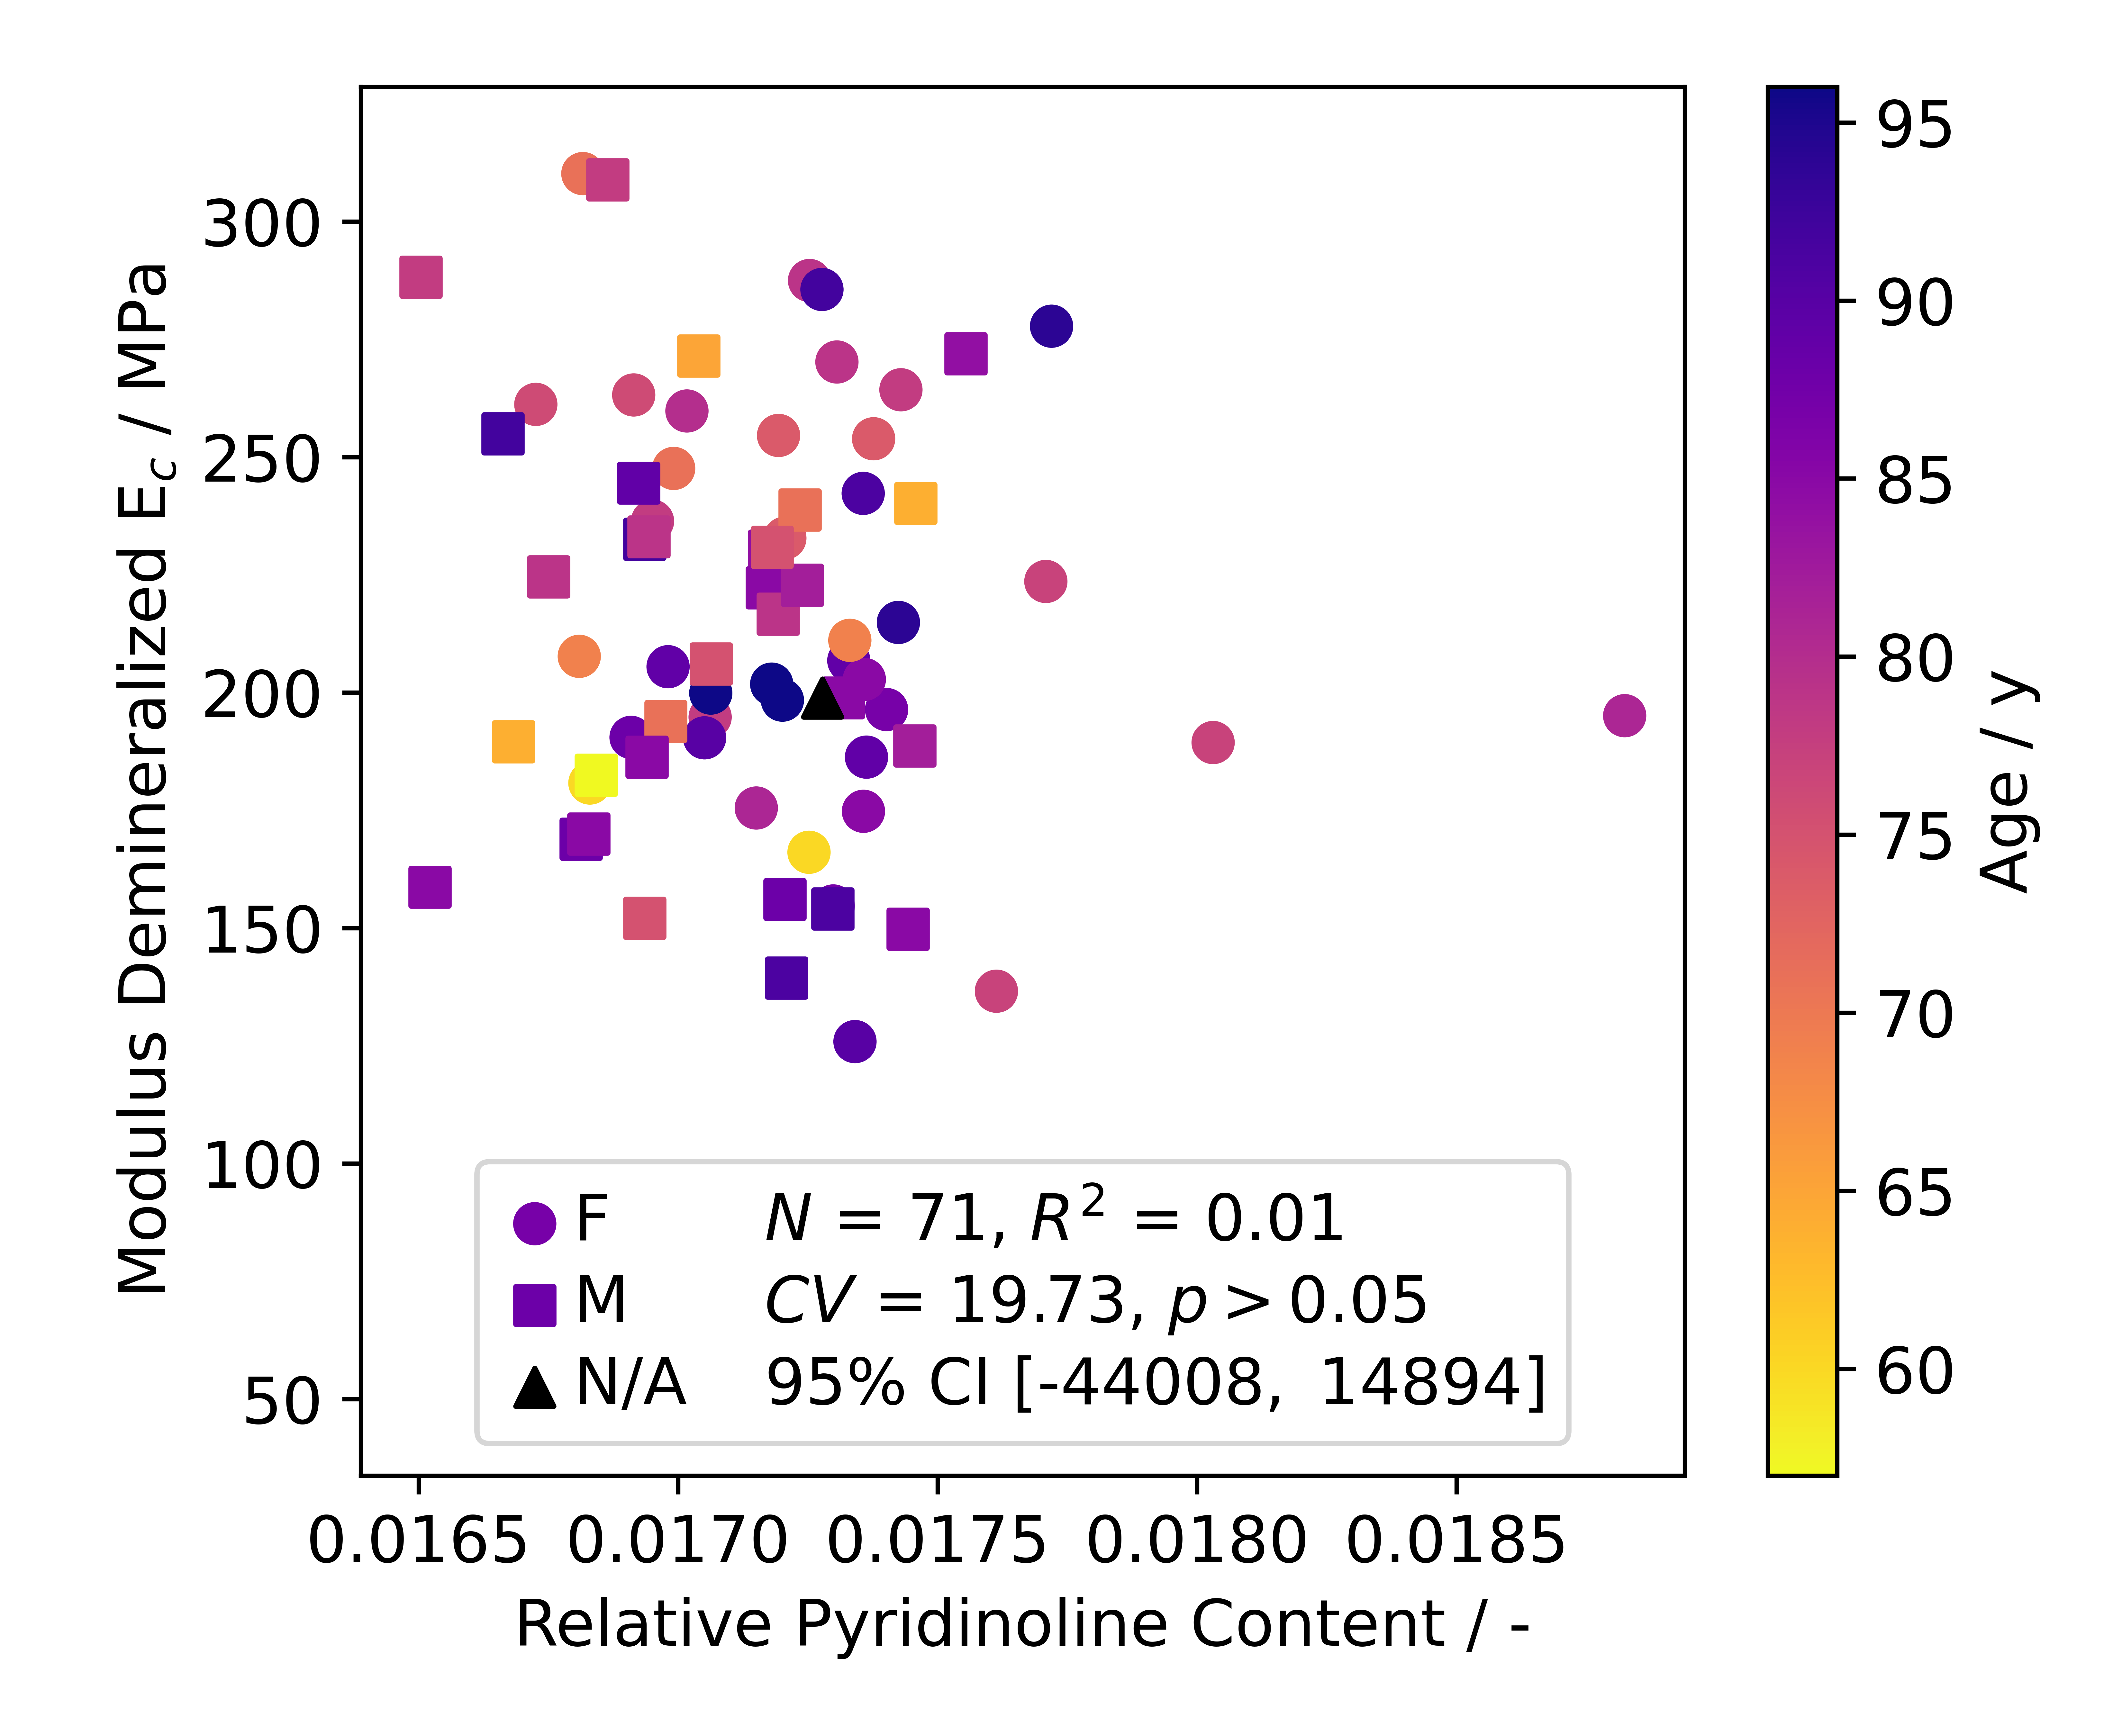 300
250
200
150
100
50
Modulus Demineralized E_c / MPa
F N = 71, R² = 0.01
M CV = 19.73, p > 0.05
N/A 95% CI [-44008, 14894]
0.0165 0.0170 0.0175 0.0180 0.0185
Relative Pyridinoline Content / -
95
90
85
80
75
70
65
60
Age / y